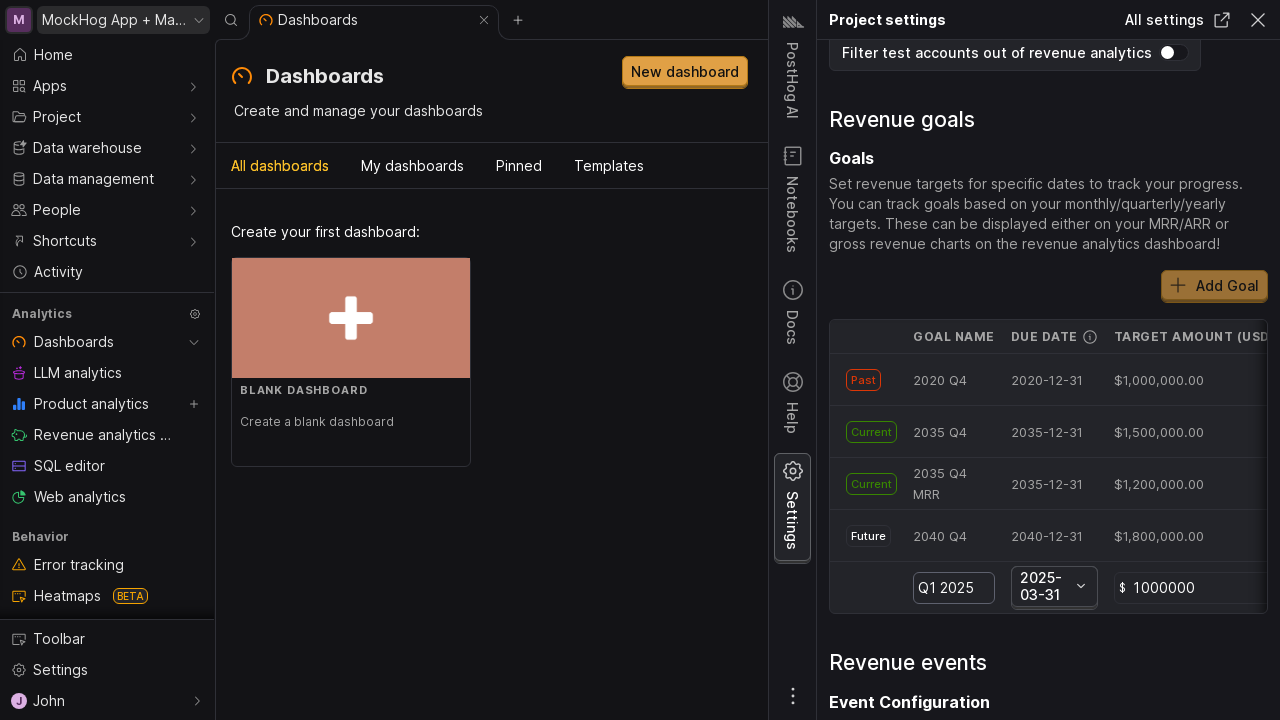 M
MockHog App + Ma...
Home
Apps
Project
Data warehouse
Data management
People
Shortcuts
Activity
Analytics
Dashboards
LLM analytics
Product analytics
Revenue analytics ...
SQL editor
Web analytics
Behavior
Error tracking
Heatmaps
BETA
Toolbar
Settings
J
John
Dashboards
Dashboards
New dashboard
Create and manage your dashboards
All dashboards
My dashboards
Pinned
Templates
Create your first dashboard:
BLANK DASHBOARD
Create a blank dashboard
PostHog AI
Notebooks
Docs
Help
Settings
Project settings
All settings
Filter test accounts out of revenue analytics
Revenue goals
Goals
Set revenue targets for specific dates to track your progress.
You can track goals based on your monthly/quarterly/yearly
targets. These can be displayed either on your MRR/ARR or
gross revenue charts on the revenue analytics dashboard!
Add Goal
GOAL NAME DUE DATE TARGET AMOUNT (USD
Past 2020 Q4 2020-12-31 $1,000,000.00
Current 2035 Q4 2035-12-31 $1,500,000.00
Current 2035 Q4 MRR 2035-12-31 $1,200,000.00
Future 2040 Q4 2040-12-31 $1,800,000.00
Q1 2025 2025-03-31 $ 1000000
Revenue events
Event Configuration